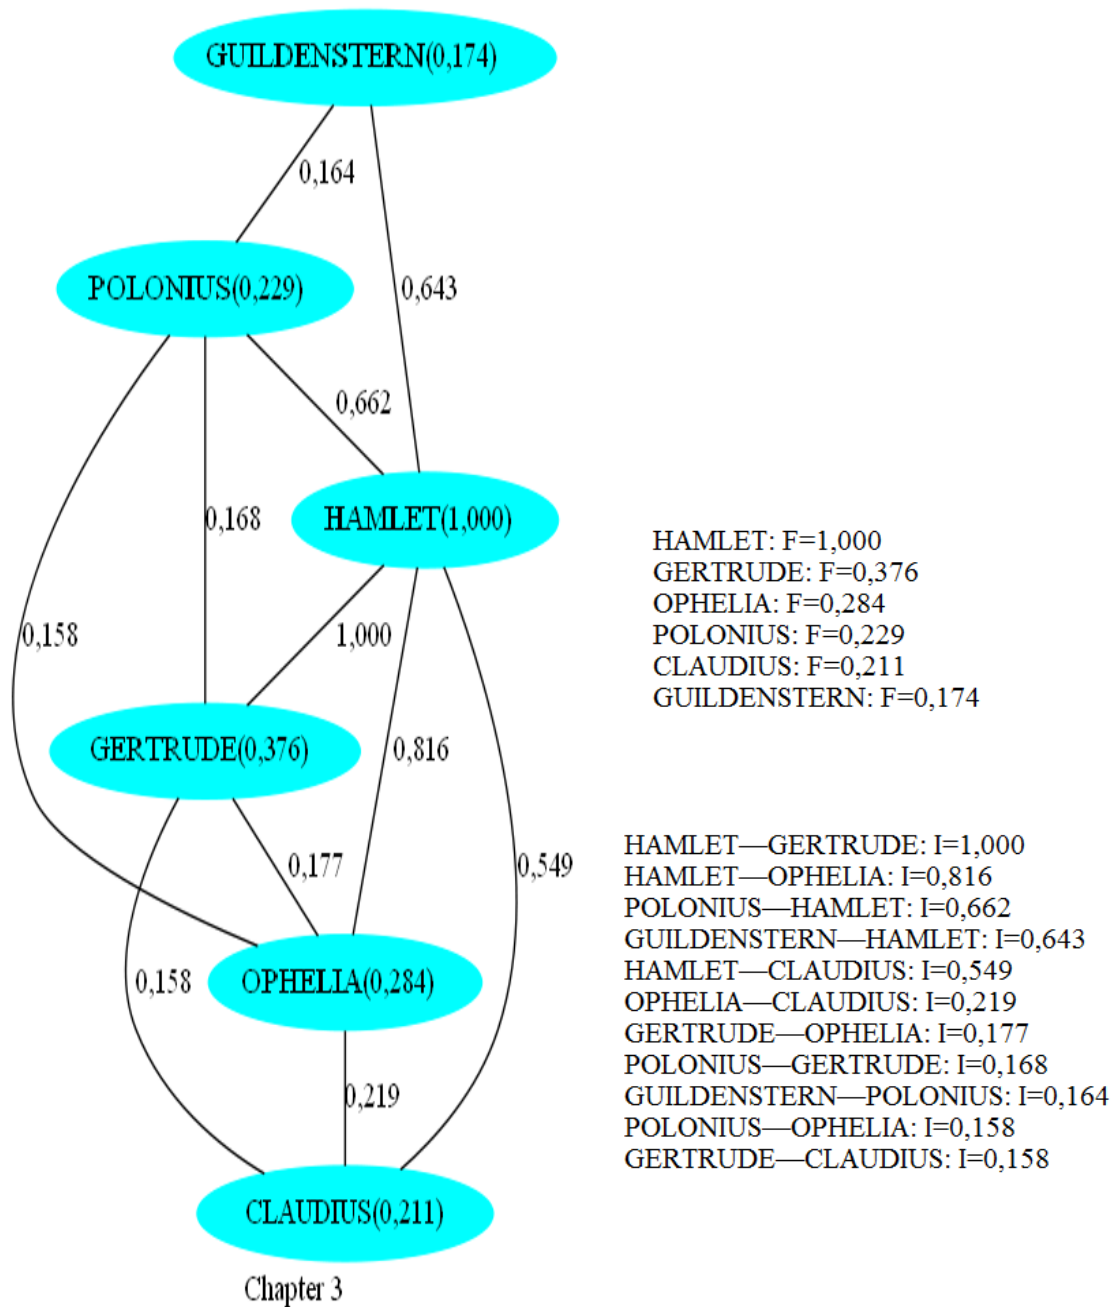 GUILDENSTERN(0,174)
0,164
POLONIUS(0,229)
0,643
0,662
0,168
HAMLET(1,000)
0,158
1,000
GERTRUDE(0,376)
0,816
0,177
0,549
0,158
OPHELIA(0,284)
0,219
CLAUDIUS(0,211)
Chapter 3
HAMLET: F=1,000
GERTRUDE: F=0,376
OPHELIA: F=0,284
POLONIUS: F=0,229
CLAUDIUS: F=0,211
GUILDENSTERN: F=0,174
HAMLET—GERTRUDE: I=1,000
HAMLET—OPHELIA: I=0,816
POLONIUS—HAMLET: I=0,662
GUILDENSTERN—HAMLET: I=0,643
HAMLET—CLAUDIUS: I=0,549
OPHELIA—CLAUDIUS: I=0,219
GERTRUDE—OPHELIA: I=0,177
POLONIUS—GERTRUDE: I=0,168
GUILDENSTERN—POLONIUS: I=0,164
POLONIUS—OPHELIA: I=0,158
GERTRUDE—CLAUDIUS: I=0,158